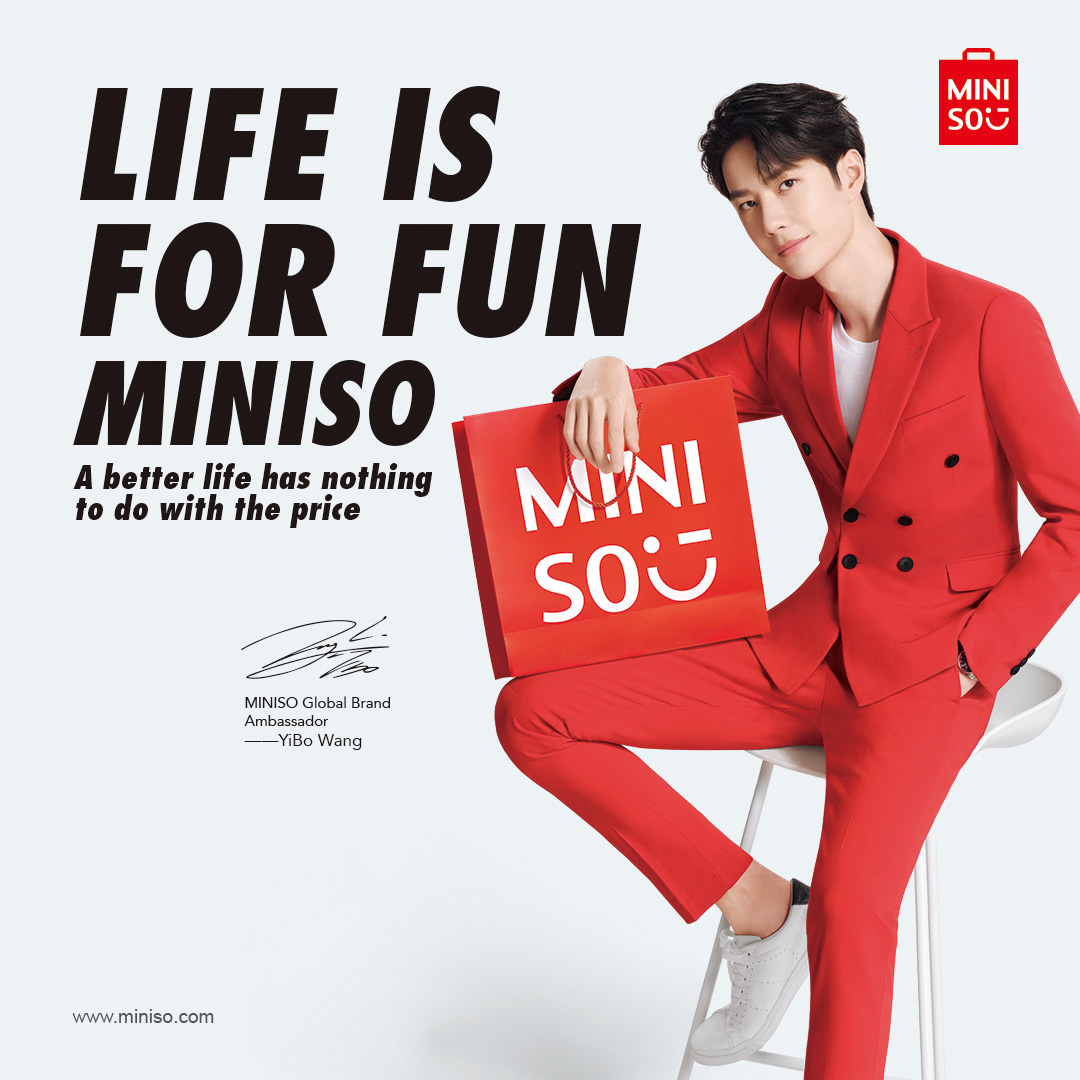 LIFE IS
FOR FUN
MINISO
A better life has nothing
to do with the price
MINISO Global Brand
Ambassador
——YiBo Wang
www.miniso.com
MINI
SO
MINI
SO